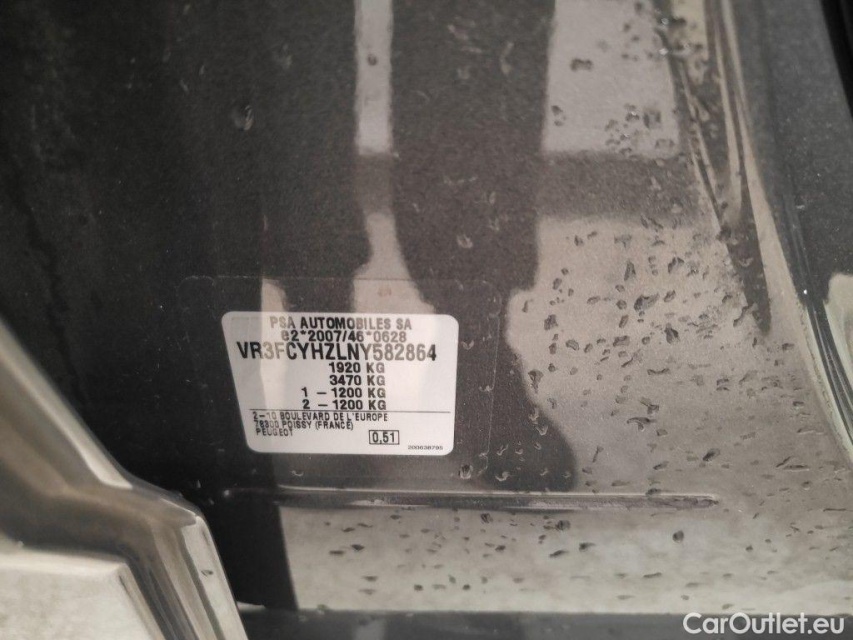 PSA AUTOMOBILES SA
e2*2007/46*0628
VR3FCYHZLNY582864
1920 KG
3470 KG
1 – 1200 KG
2 – 1200 KG
2-10 BOULEVARD DE L'EUROPE
78300 POISSY (FRANCE)
PEUGEOT
0,51
CarOutlet.eu